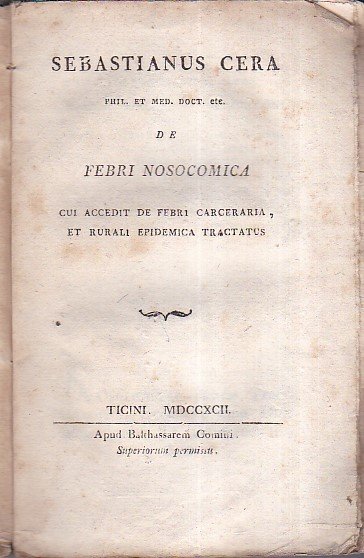 SEBASTIANUS CERA
PHIL. ET MED. DOCT. etc.
DE
FEBRI NOSOCOMICA
CUI ACCEDIT DE FEBRI CARCERARIA,
ET RURALI EPIDEMICA TRACTATUS
TICINI. MDCCXCII.
Apud Balthassarem Comini.
Superiorum permissu.